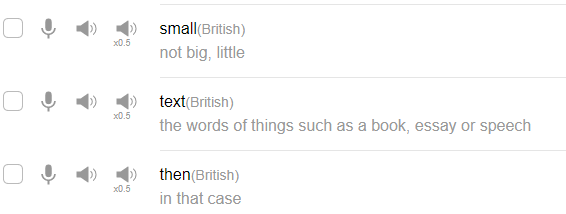 small(British)
x0.5
not big, little
text(British)
x0.5
the words of things such as a book, essay or speech
then(British)
x0.5
in that case